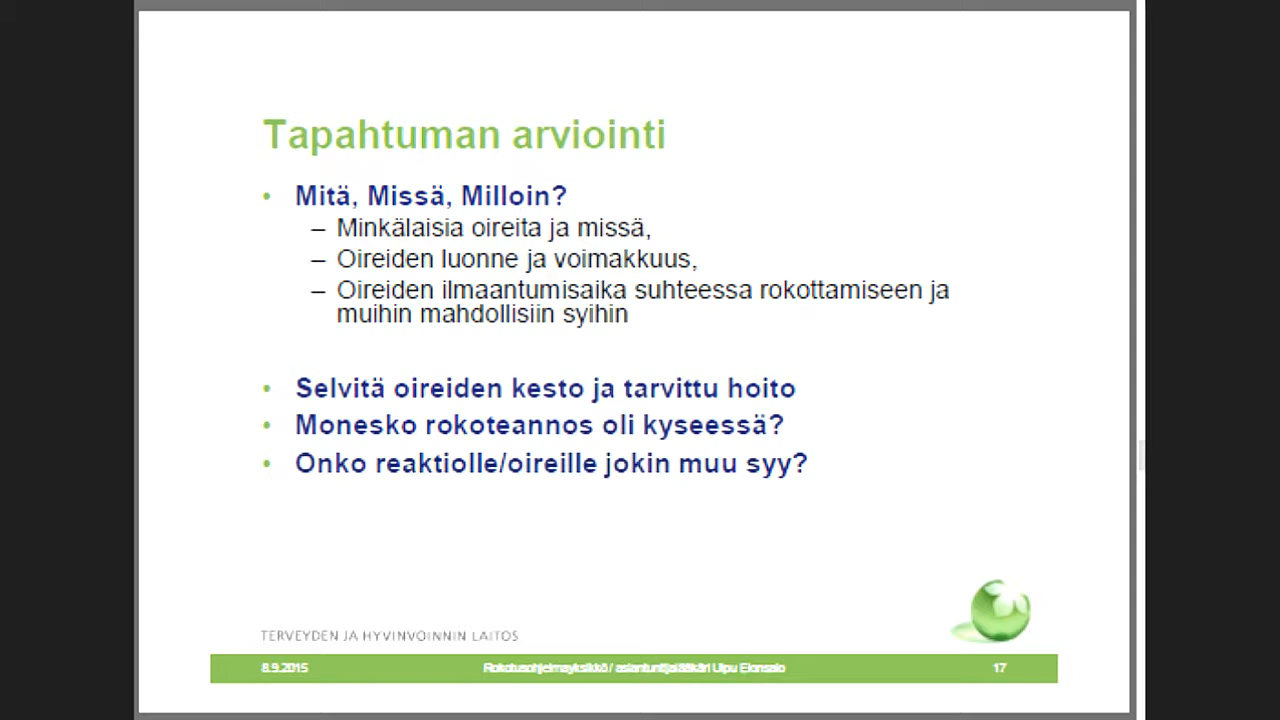 Tapahtuman arviointi
• Mitä, Missä, Milloin?
– Minkälaisia oireita ja missä,
– Oireiden luonne ja voimakkuus,
– Oireiden ilmaantumisaika suhteessa rokottamiseen ja
muihin mahdollisiin syihin
• Selvitä oireiden kesto ja tarvittu hoito
• Monesko rokoteannos oli kyseessä?
• Onko reaktiolle/oireille jokin muu syy?
TERVEYDEN JA HYVINVOINNIN LAITOS
8.9.2015
/ Ulpu Elonsalo
17